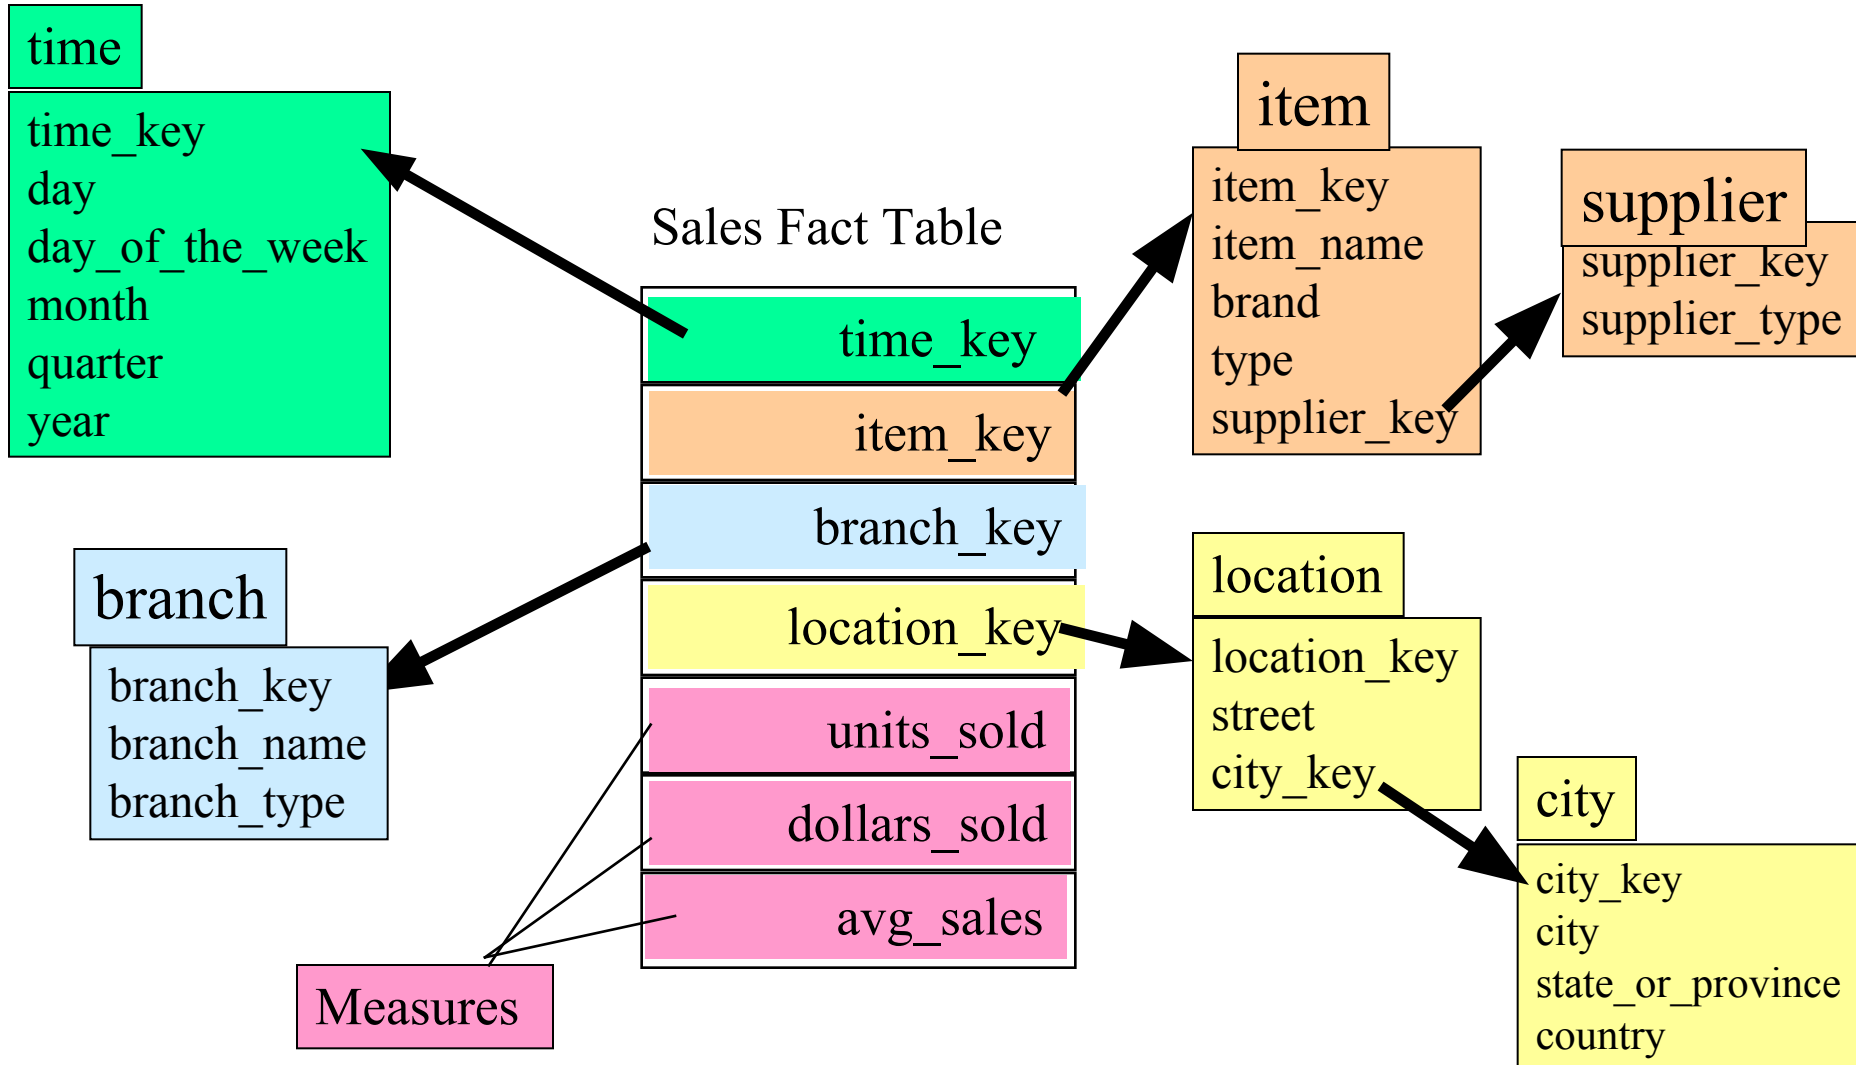 time
time_key
day
day_of_the_week
month
quarter
year
Sales Fact Table
time_key
item_key
branch_key
location_key
units_sold
dollars_sold
avg_sales
Measures
branch
branch_key
branch_name
branch_type
item
item_key
item_name
brand
type
supplier_key
supplier
supplier_key
supplier_type
location
location_key
street
city_key
city
city_key
city
state_or_province
country